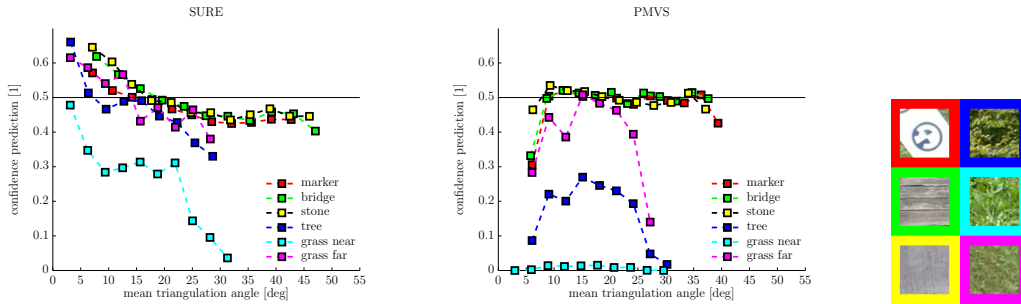 SURE
confidence prediction [1]
0.6
0.5
0.4
0.3
0.2
0.1
0
0 5 10 15 20 25 30 35 40 45 50 55
mean triangulation angle [deg]
marker
bridge
stone
tree
grass near
grass far
PMVS
confidence prediction [1]
0.6
0.5
0.4
0.3
0.2
0.1
0
0 5 10 15 20 25 30 35 40 45 50 55
mean triangulation angle [deg]
marker
bridge
stone
tree
grass near
grass far